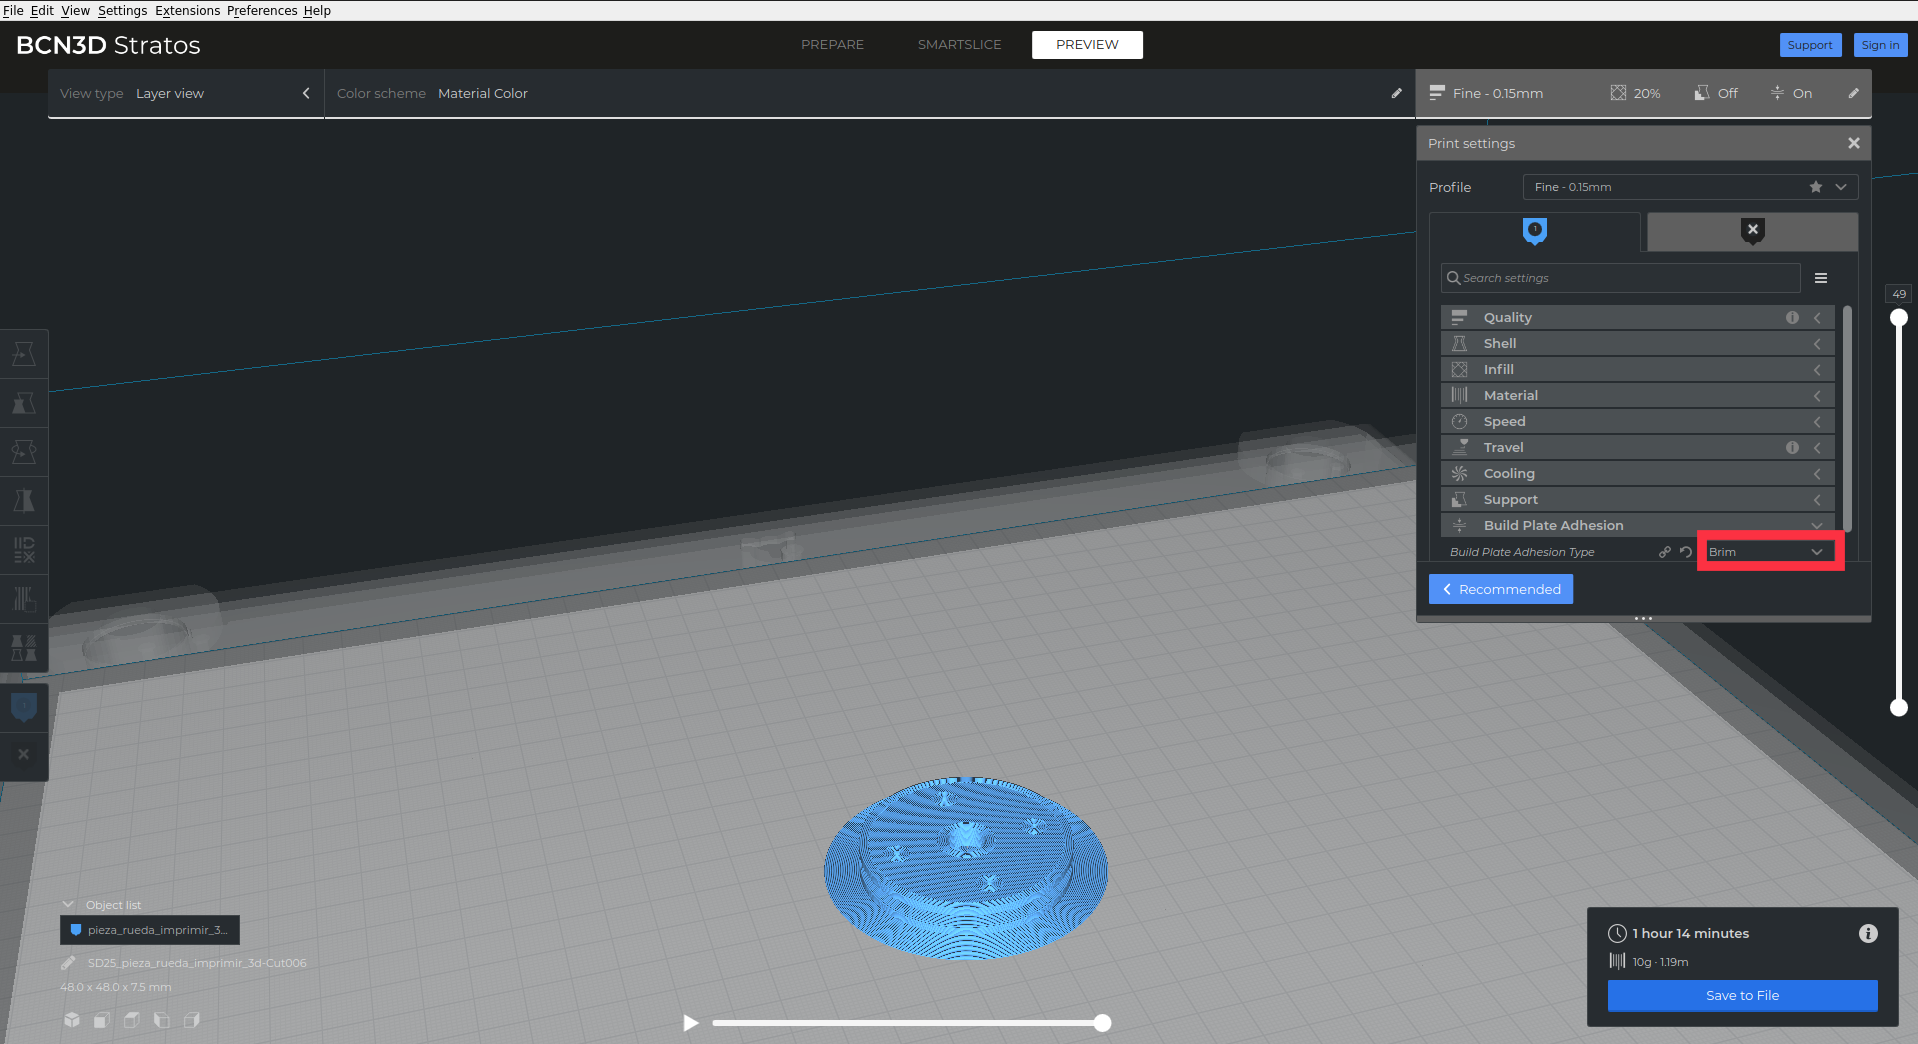 File Edit View Settings Extensions Preferences Help
BCN3D Stratos
PREPARE SMARTSLICE PREVIEW
Support Sign in
View type Layer view Color scheme Material Color
Fine - 0.15mm 20% Off On
Print settings
Profile Fine - 0.15mm
1
Search settings
49
Quality
Shell
Infill
Material
Speed
Travel
Cooling
Support
Build Plate Adhesion
Build Plate Adhesion Type Brim
Recommended
Object list
pieza_rueda_imprimir_3...
SD25_pieza_rueda_imprimir_3d-Cut006
48.0 x 48.0 x 7.5 mm
1 hour 14 minutes
10g · 1.19m
Save to File